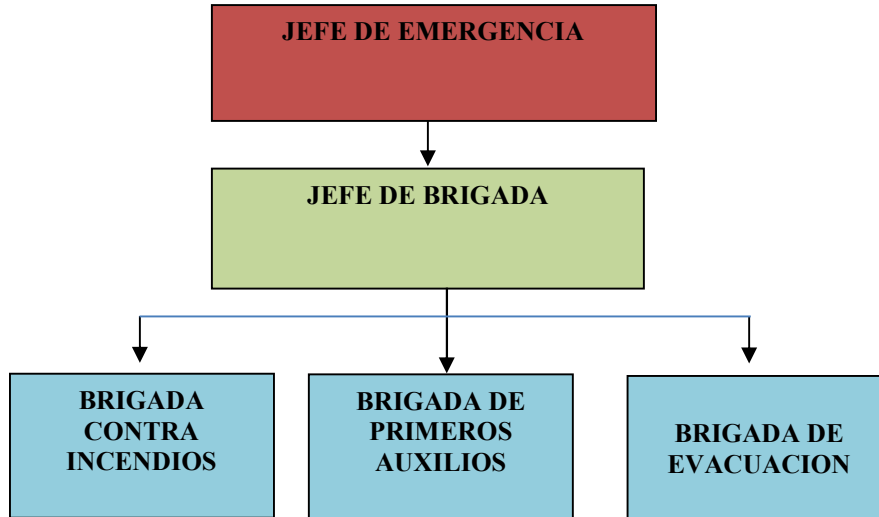 JEFE DE EMERGENCIA
JEFE DE BRIGADA
BRIGADA
CONTRA
INCENDIOS
BRIGADA DE
PRIMEROS
AUXILIOS
BRIGADA DE
EVACUACION